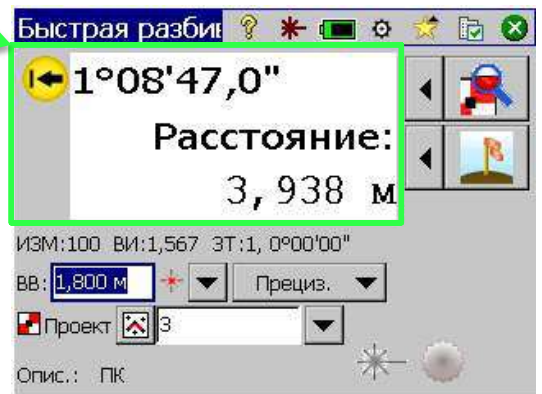 Быстрая разбив
1°08'47,0"
Расстояние:
3,938 м
ИЗМ:100 ВИ:1,567 ЗТ:1, 0°00'00"
ВВ: 1,800 м Прециз.
Проект 3
Опис.: ПК